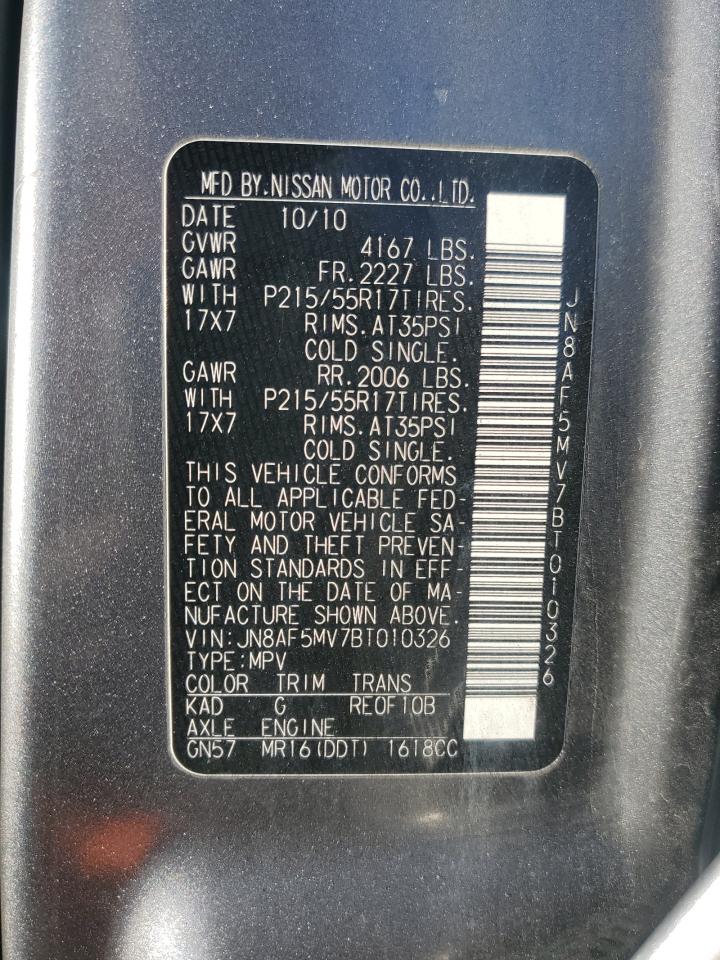 MFD BY.NISSAN MOTOR CO.,LTD.
DATE 10/10
GVWR 4167 LBS.
GAWR FR.2227 LBS.
WITH P215/55R17TIRES.
17X7 RIMS.AT35PSI
COLD SINGLE.
GAWR RR.2006 LBS.
WITH P215/55R17TIRES.
17X7 RIMS.AT35PSI
COLD SINGLE.
THIS VEHICLE CONFORMS
TO ALL APPLICABLE FED-
ERAL MOTOR VEHICLE SA-
FETY AND THEFT PREVEN-
TION STANDARDS IN EFF-
ECT ON THE DATE OF MA-
NUFACTURE SHOWN ABOVE.
VIN:JN8AF5MV7BT010326
TYPE:MPV
COLOR TRIM TRANS
KAD G RE0F10B
AXLE ENGINE
GN57 MR16(DDT) 1618CC
JN8AF5MV7BT010326